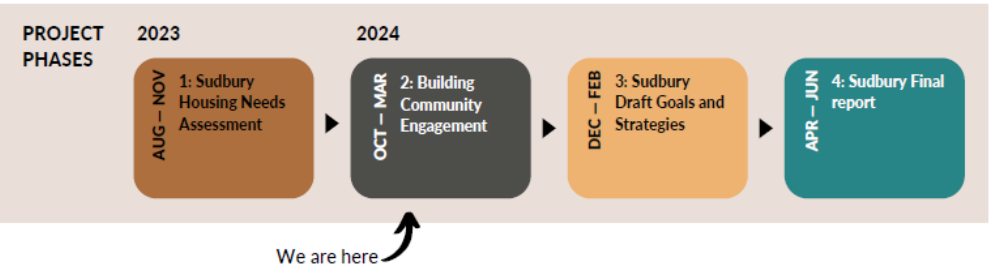 PROJECT
PHASES
2023
2024
AUG – NOV
1: Sudbury
Housing Needs
Assessment
OCT – MAR
2: Building
Community
Engagement
DEC – FEB
3: Sudbury
Draft Goals and
Strategies
APR – JUN
4: Sudbury Final
report
We are here